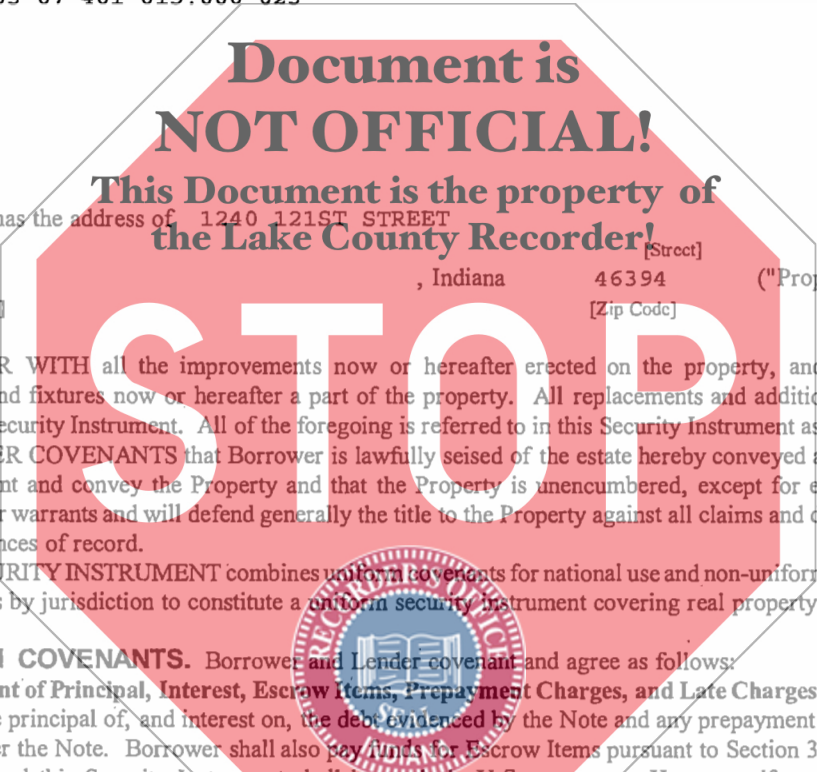 Document is
NOT OFFICIAL!
This Document is the property of
the Lake County Recorder!
has the address of 1240 121ST STREET
[Street]
, Indiana 46394 ("Prop
[Zip Code]
STOP
R WITH all the improvements now or hereafter erected on the property, and
nd fixtures now or hereafter a part of the property. All replacements and additio
ecurity Instrument. All of the foregoing is referred to in this Security Instrument as
ER COVENANTS that Borrower is lawfully seised of the estate hereby conveyed a
nt and convey the Property and that the Property is unencumbered, except for e
r warrants and will defend generally the title to the Property against all claims and d
nces of record.
URITY INSTRUMENT combines uniform covenants for national use and non-uniform
s by jurisdiction to constitute a uniform security instrument covering real property
RECORDER'S OFFICE
M COVENANTS. Borrower and Lender covenant and agree as follows:
nt of Principal, Interest, Escrow Items, Prepayment Charges, and Late Charges
e principal of, and interest on, the debt evidenced by the Note and any prepayment
Seal
er the Note. Borrower shall also pay funds for Escrow Items pursuant to Section 3
INDIANA